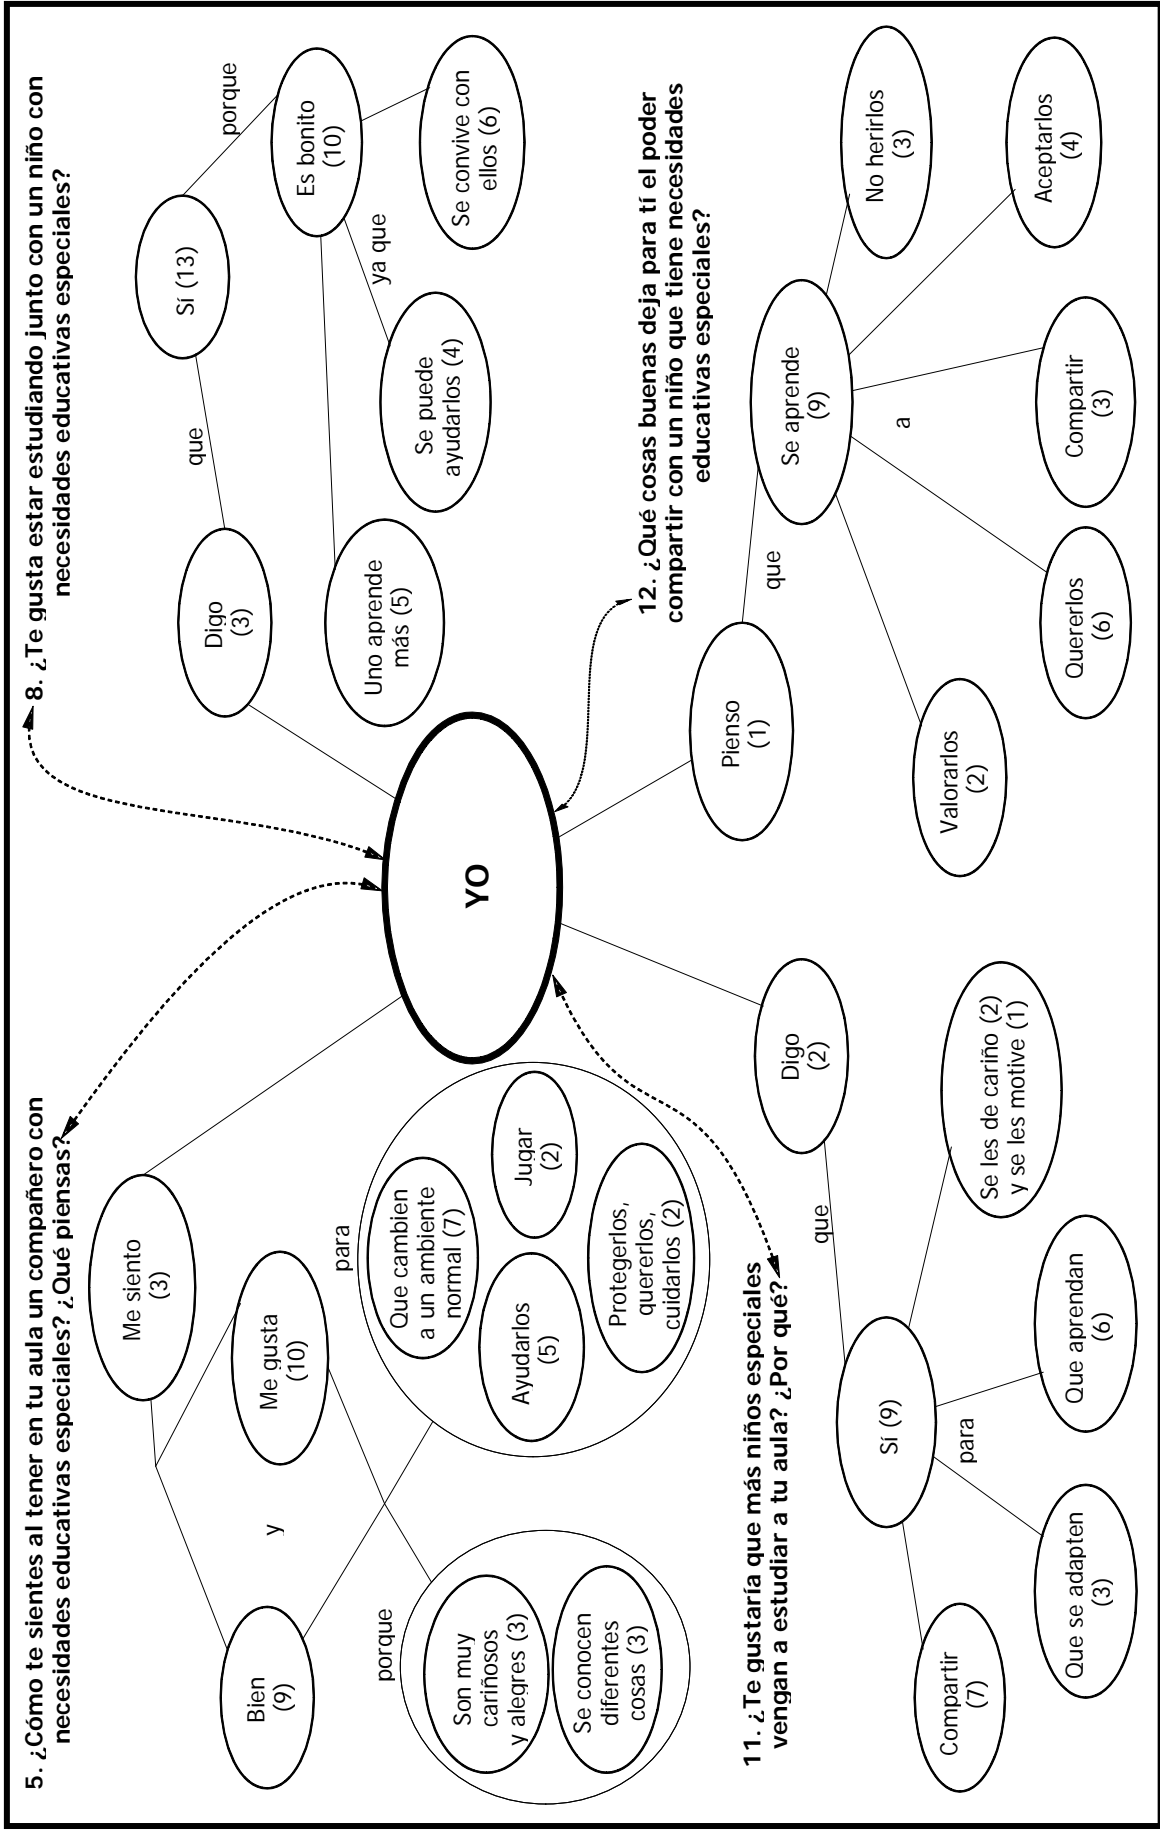 5. ¿Cómo te sientes al tener en tu aula un compañero con
necesidades educativas especiales? ¿Qué piensas?
Me siento
(3)
Bien
(9)
y
Me gusta
(10)
porque
Son muy
cariñosos
y alegres (3)
Se conocen
diferentes
cosas (3)
para
Que cambien
a un ambiente
normal (7)
Ayudarlos
(5)
Jugar
(2)
Protegerlos,
quererlos,
cuidarlos (2)
YO
8. ¿Te gusta estar estudiando junto con un niño con
necesidades educativas especiales?
Digo
(3)
que
Sí (13)
porque
Es bonito
(10)
ya que
Uno aprende
más (5)
Se puede
ayudarlos (4)
Se convive con
ellos (6)
11. ¿Te gustaría que más niños especiales
vengan a estudiar a tu aula? ¿Por qué?
Digo
(2)
que
Sí (9)
para
Compartir
(7)
Que se adapten
(3)
Que aprendan
(6)
Se les de cariño (2)
y se les motive (1)
12. ¿Qué cosas buenas deja para tí el poder
compartir con un niño que tiene necesidades
educativas especiales?
Pienso
(1)
que
Se aprende
(9)
a
Valorarlos
(2)
Quererlos
(6)
Compartir
(3)
Aceptarlos
(4)
No herirlos
(3)